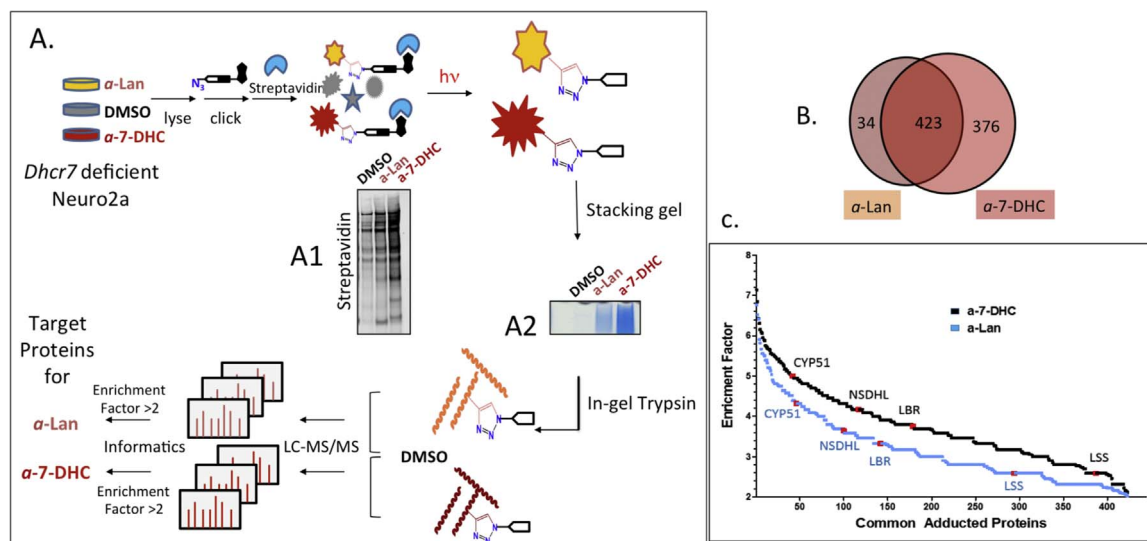 A.
a-Lan
DMSO
a-7-DHC
Dhcr7 deficient
Neuro2a
lyse
click
N3
Streptavidin
N N
N
N N
N
hν
N
N N
N
N N
Stacking gel
A1
Streptavidin
DMSO
a-Lan
a-7-DHC
A2
DMSO
a-Lan
a-7-DHC
In-gel Trypsin
N
N N
DMSO
N
N N
LC-MS/MS
Target
Proteins
for
a-Lan
a-7-DHC
Enrichment
Factor >2
Informatics
Enrichment
Factor >2
B.
34
423
376
a-Lan
a-7-DHC
c.
Enricment Factor
8
7
6
5
4
3
2
a-7-DHC
a-Lan
CYP51
NSDHL
LBR
LSS
CYP51
NSDHL
LBR
LSS
50 100 150 200 250 300 350 400
Common Adducted Proteins